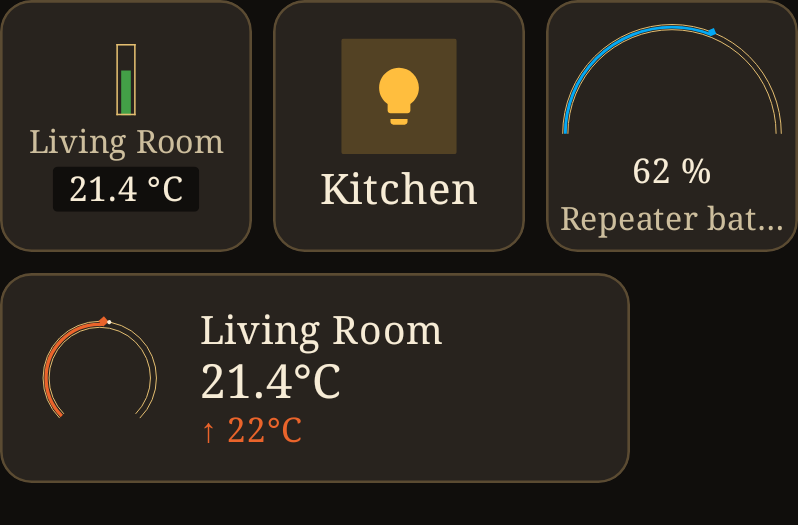 Living Room
21.4 °C
Kitchen
62 %
Repeater bat…
Living Room
21.4°C
↑ 22°C